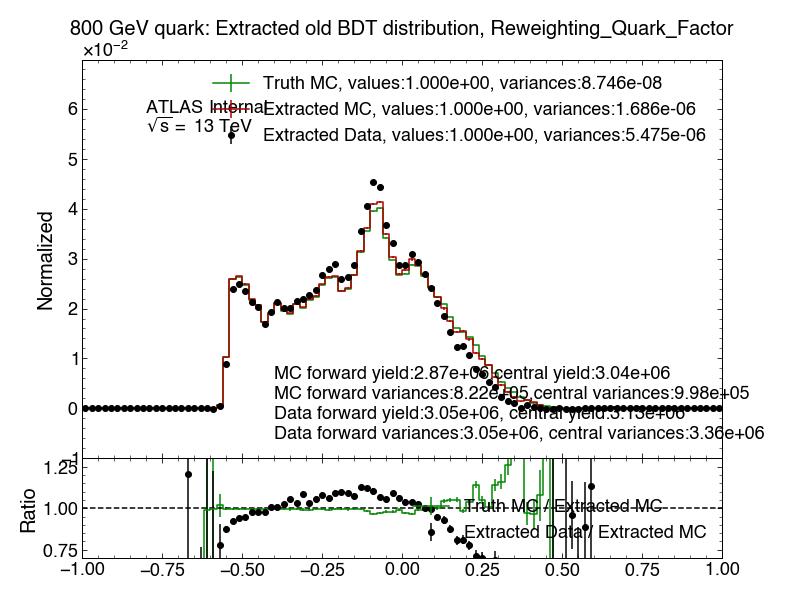 800 GeV quark: Extracted old BDT distribution, Reweighting_Quark_Factor
×10⁻²
Truth MC, values:1.000e+00, variances:8.746e-08
ATLAS Internal
Extracted MC, values:1.000e+00, variances:1.686e-06
√s = 13 TeV
Extracted Data, values:1.000e+00, variances:5.475e-06
6
5
4
3
2
1
0
Normalized
MC forward yield:2.87e+06, central yield:3.04e+06
MC forward variances:8.22e+05, central variances:9.98e+05
Data forward yield:3.05e+06, central yield:3.13e+06
Data forward variances:3.05e+06, central variances:3.36e+06
1.25
1.00
0.75
Ratio
Truth MC / Extracted MC
Extracted Data / Extracted MC
−1.00 −0.75 −0.50 −0.25 0.00 0.25 0.50 0.75 1.00